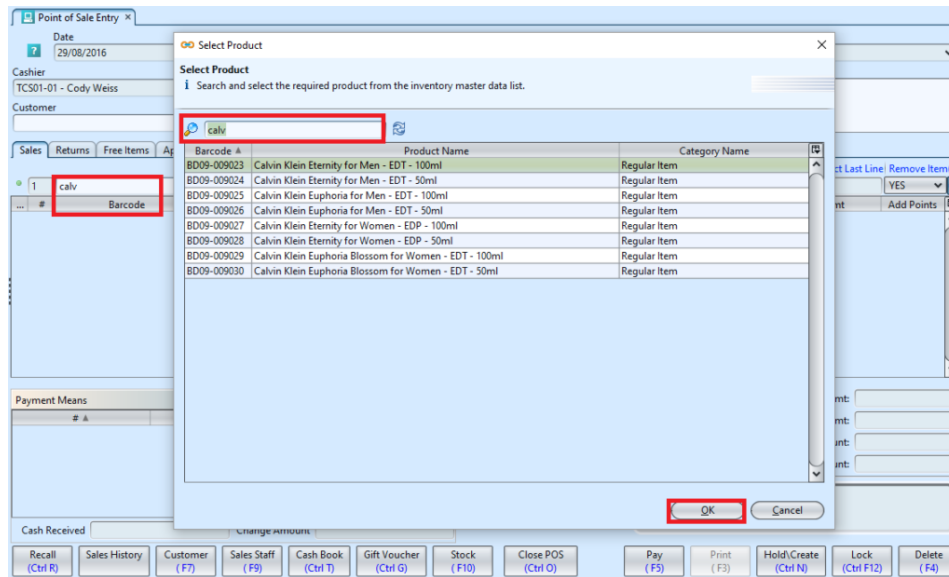 Point of Sale Entry ×
Date
29/08/2016
Cashier
TCS01-01 - Cody Weiss
Customer
Sales Returns Free Items Ap
1 calv
... # Barcode
Select Product
Select Product
i Search and select the required product from the inventory master data list.
calv
Barcode Product Name Category Name
BD09-009023 Calvin Klein Eternity for Men - EDT - 100ml Regular Item
BD09-009024 Calvin Klein Eternity for Men - EDT - 50ml Regular Item
BD09-009025 Calvin Klein Euphoria for Men - EDT - 100ml Regular Item
BD09-009026 Calvin Klein Euphoria for Men - EDT - 50ml Regular Item
BD09-009027 Calvin Klein Eternity for Women - EDP - 100ml Regular Item
BD09-009028 Calvin Klein Eternity for Women - EDP - 50ml Regular Item
BD09-009029 Calvin Klein Euphoria Blossom for Women - EDT - 100ml Regular Item
BD09-009030 Calvin Klein Euphoria Blossom for Women - EDT - 50ml Regular Item
OK Cancel
ct Last Line Remove Item
YES
nt Add Points
Payment Means
#
mt:
mt:
unt:
unt:
Cash Received Change Amount
Recall (Ctrl R)
Sales History
Customer (F7)
Sales Staff (F9)
Cash Book (Ctrl T)
Gift Voucher (Ctrl G)
Stock (F10)
Close POS (Ctrl O)
Pay (F5)
Print (F3)
Hold\Create (Ctrl N)
Lock (Ctrl F12)
Delete (F4)